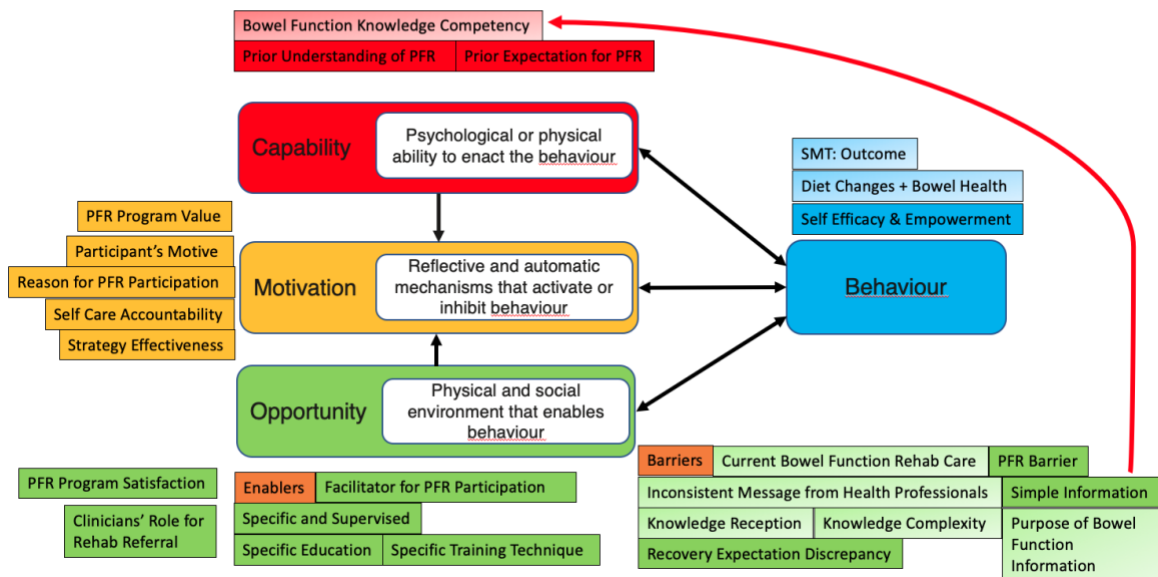 Bowel Function Knowledge Competency
Prior Understanding of PFR
Prior Expectation for PFR
Capability
Psychological or physical
ability to enact the behaviour
SMT: Outcome
Diet Changes + Bowel Health
Self Efficacy & Empowerment
PFR Program Value
Participant’s Motive
Reason for PFR Participation
Self Care Accountability
Strategy Effectiveness
Motivation
Reflective and automatic
mechanisms that activate or
inhibit behaviour
Behaviour
Opportunity
Physical and social
environment that enables
behaviour
PFR Program Satisfaction
Clinicians’ Role for
Rehab Referral
Enablers
Facilitator for PFR Participation
Specific and Supervised
Specific Education
Specific Training Technique
Barriers
Current Bowel Function Rehab Care
PFR Barrier
Inconsistent Message from Health Professionals
Simple Information
Knowledge Reception
Knowledge Complexity
Purpose of Bowel
Function
Information
Recovery Expectation Discrepancy